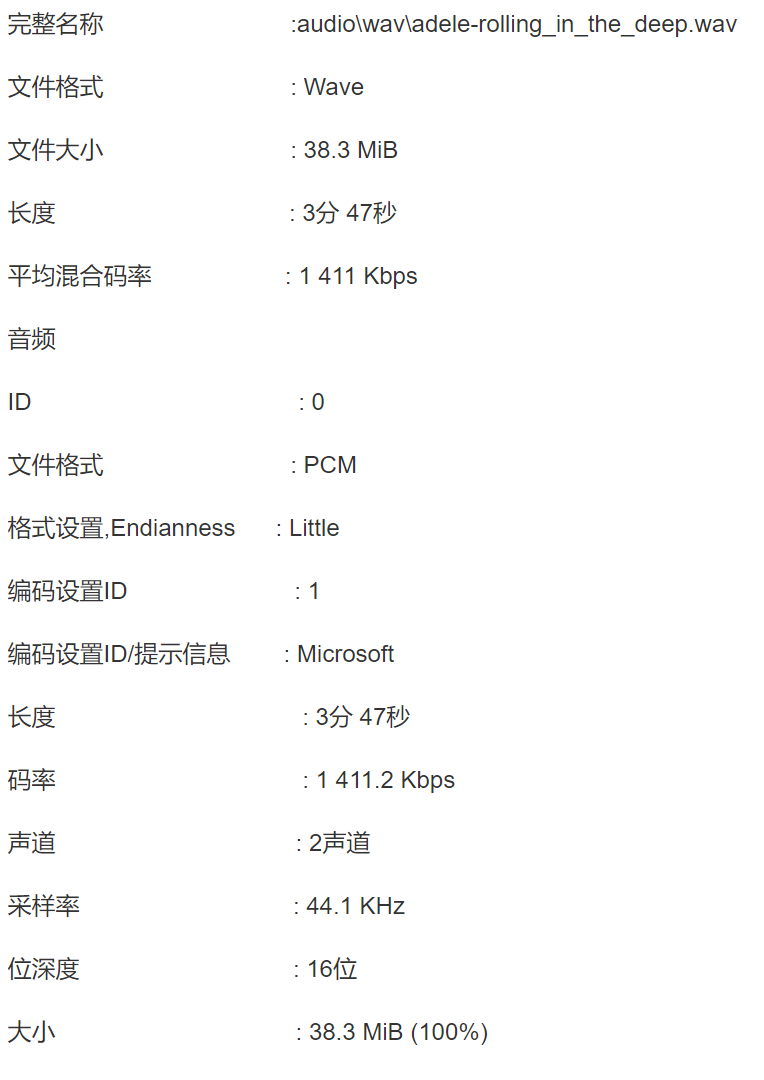 完整名称 :audio\wav\adele-rolling_in_the_deep.wav
文件格式 : Wave
文件大小 : 38.3 MiB
长度 : 3分 47秒
平均混合码率 : 1 411 Kbps
音频
ID : 0
文件格式 : PCM
格式设置,Endianness : Little
编码设置ID : 1
编码设置ID/提示信息 : Microsoft
长度 : 3分 47秒
码率 : 1 411.2 Kbps
声道 : 2声道
采样率 : 44.1 KHz
位深度 : 16位
大小 : 38.3 MiB (100%)